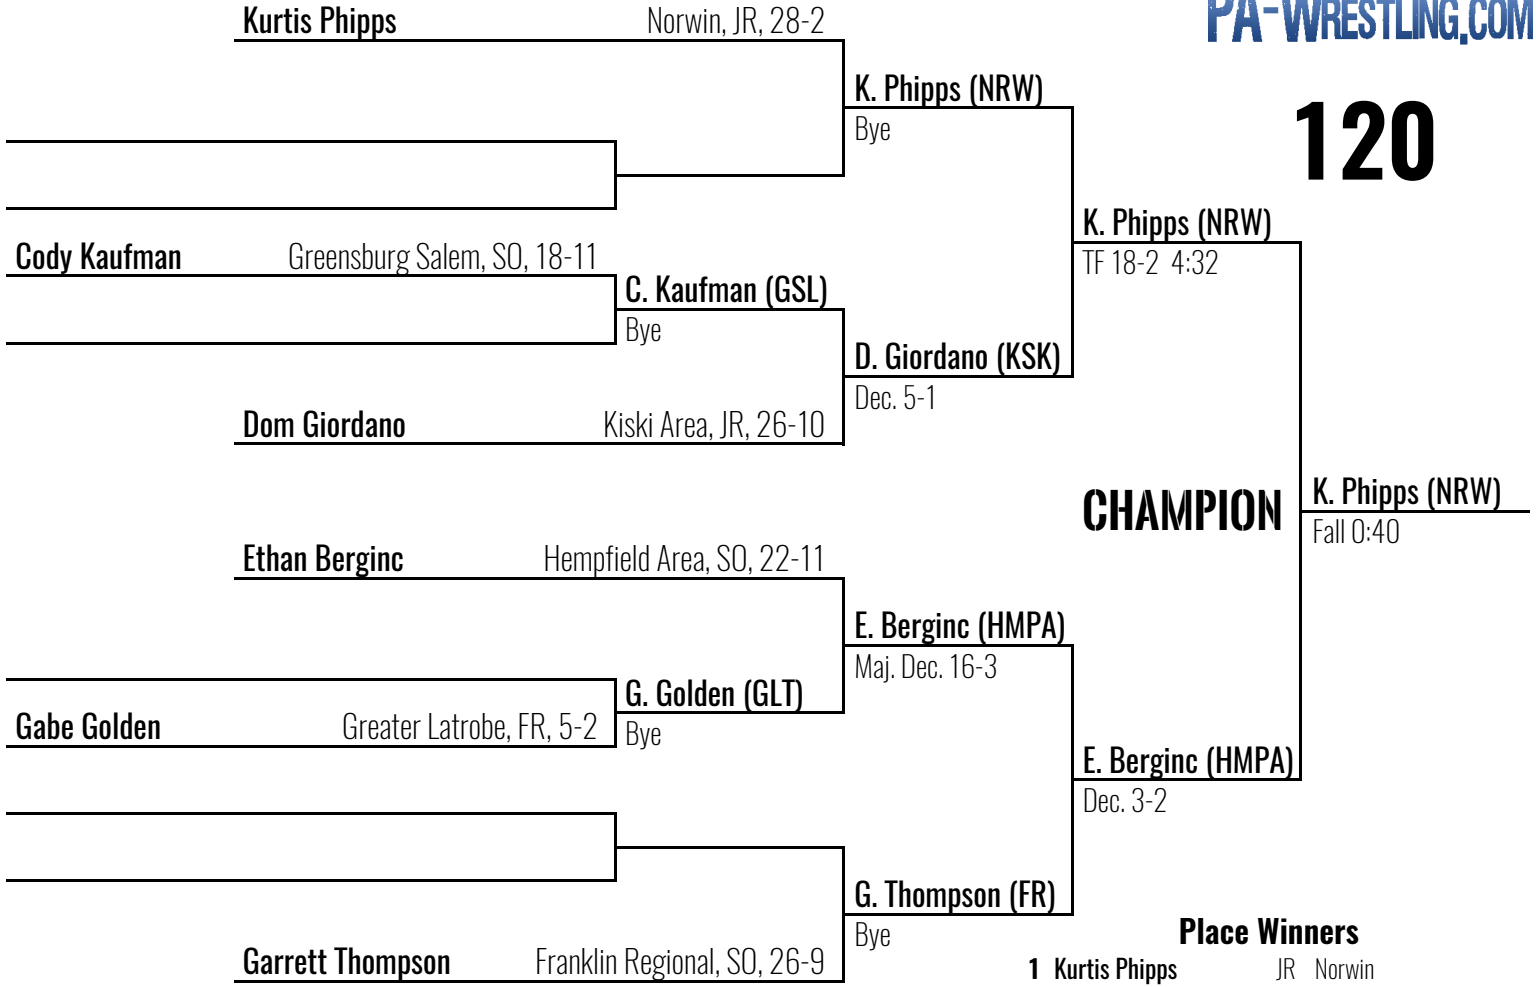 Kurtis Phipps Norwin, JR, 28-2
PA-WRESTLING.COM
K. Phipps (NRW)
Bye
120
K. Phipps (NRW)
TF 18-2 4:32
Cody Kaufman Greensburg Salem, SO, 18-11
C. Kaufman (GSL)
Bye
D. Giordano (KSK)
Dec. 5-1
Dom Giordano Kiski Area, JR, 26-10
CHAMPION
K. Phipps (NRW)
Fall 0:40
Ethan Berginc Hempfield Area, SO, 22-11
E. Berginc (HMPA)
Maj. Dec. 16-3
G. Golden (GLT)
Gabe Golden Greater Latrobe, FR, 5-2
Bye
E. Berginc (HMPA)
Dec. 3-2
G. Thompson (FR)
Bye
Garrett Thompson Franklin Regional, SO, 26-9
Place Winners
1 Kurtis Phipps JR Norwin